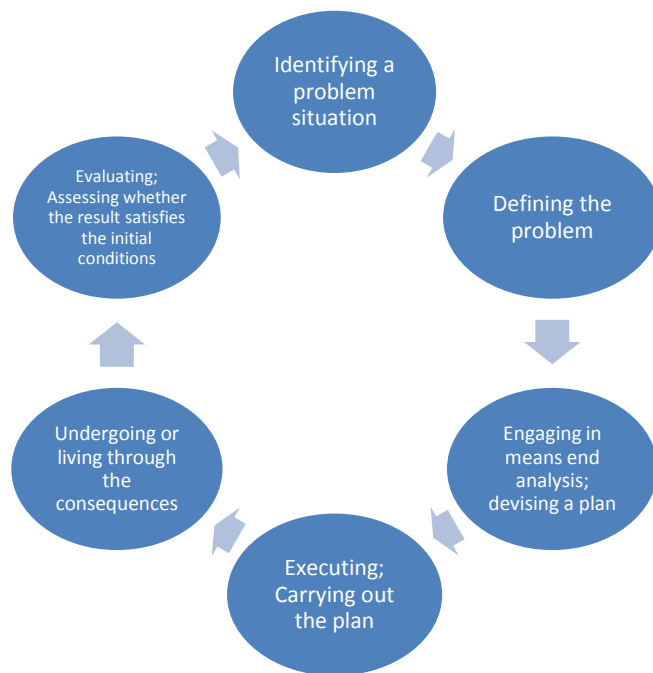 Identifying a
problem
situation
Defining the
problem
Engaging in
means end
analysis;
devising a plan
Executing;
Carrying out
the plan
Undergoing or
living through
the
consequences
Evaluating;
Assessing whether
the result satisfies
the initial
conditions